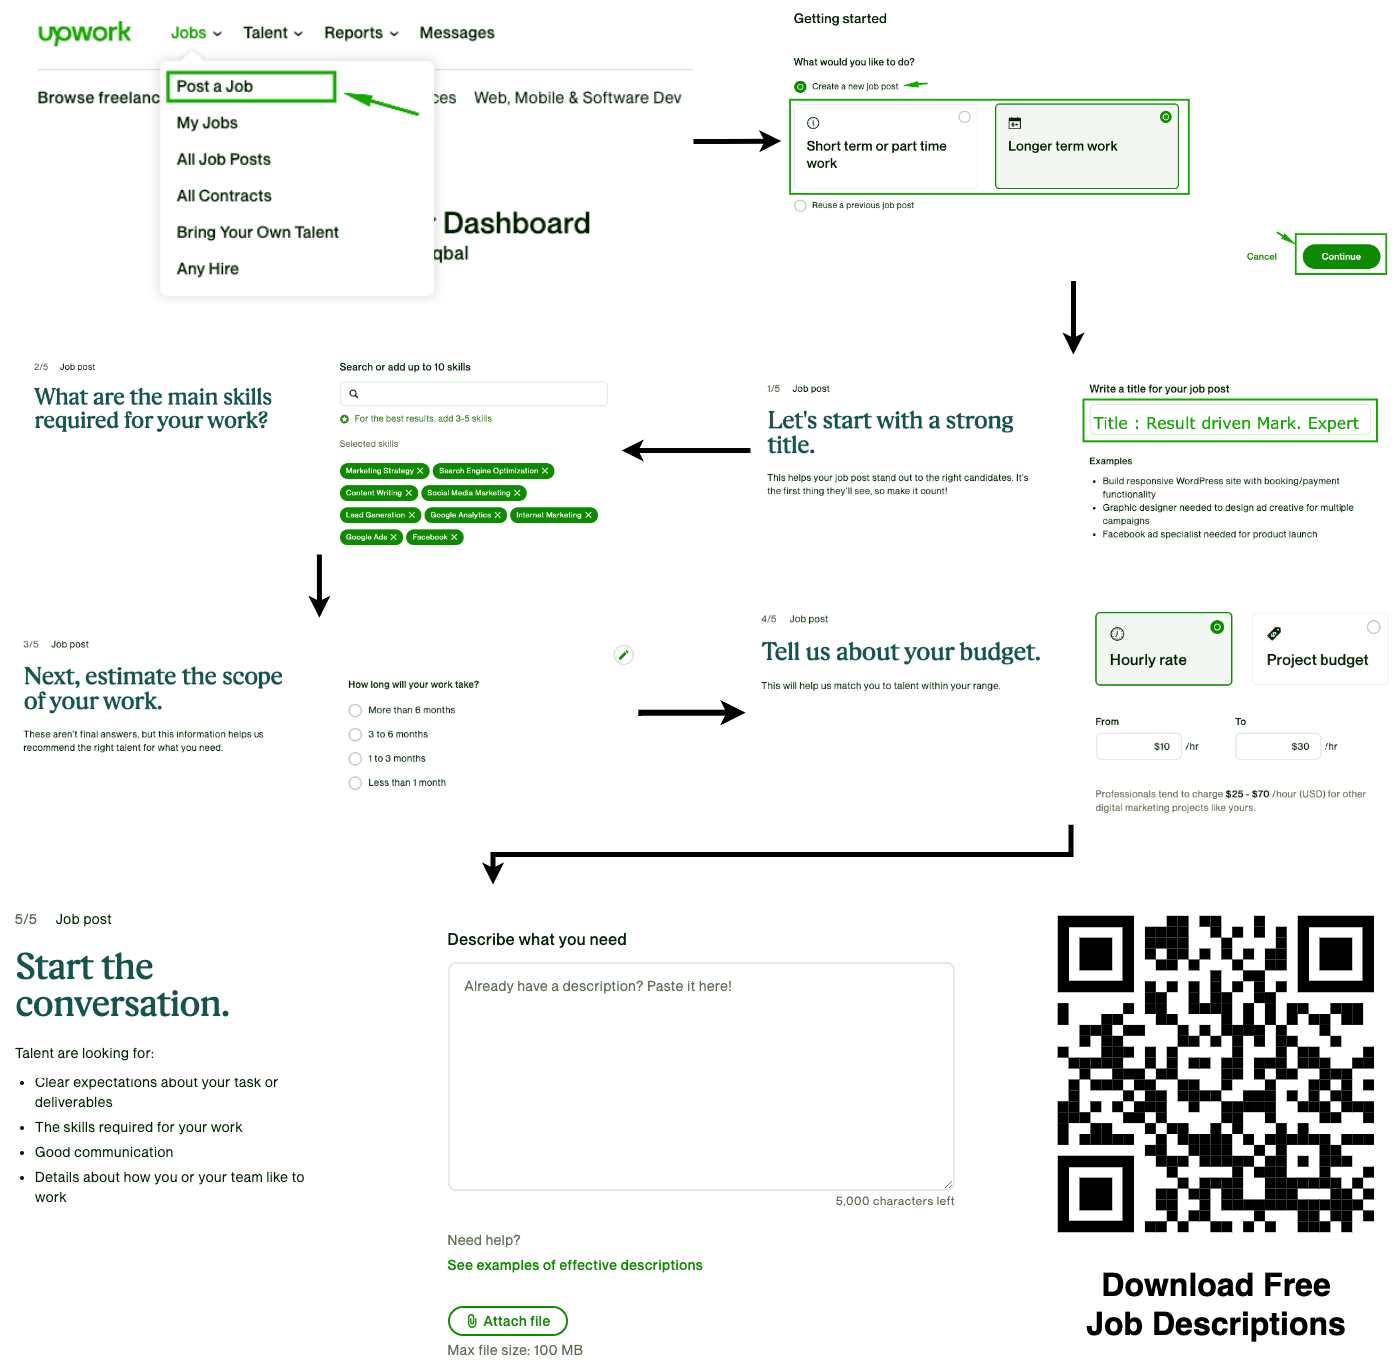 upwork
Jobs
Talent
Reports
Messages
Post a Job
My Jobs
All Job Posts
All Contracts
Bring Your Own Talent
Any Hire
Browse freelanc
ces
Web, Mobile & Software Dev
r Dashboard
qbal
Getting started
What would you like to do?
Create a new job post
Short term or part time
work
Longer term work
Reuse a previous job post
Cancel
Continue
1/5 Job post
Let's start with a strong
title.
This helps your job post stand out to the right candidates. It's
the first thing they'll see, so make it count!
Write a title for your job post
Title : Result driven Mark. Expert
Examples
• Build responsive WordPress site with booking/payment
functionality
• Graphic designer needed to design ad creative for multiple
campaigns
• Facebook ad specialist needed for product launch
2/5 Job post
What are the main skills
required for your work?
Search or add up to 10 skills
For the best results, add 3-5 skills
Selected skills
Marketing Strategy ×
Search Engine Optimization ×
Content Writing ×
Social Media Marketing ×
Lead Generation ×
Google Analytics ×
Internet Marketing ×
Google Ads ×
Facebook ×
3/5 Job post
Next, estimate the scope
of your work.
These aren't final answers, but this information helps us
recommend the right talent for what you need.
How long will your work take?
More than 6 months
3 to 6 months
1 to 3 months
Less than 1 month
4/5 Job post
Tell us about your budget.
This will help us match you to talent within your range.
Hourly rate
Project budget
From
To
$10 /hr
$30 /hr
Professionals tend to charge $25 - $70 /hour (USD) for other
digital marketing projects like yours.
5/5 Job post
Start the
conversation.
Talent are looking for:
• Clear expectations about your task or
deliverables
• The skills required for your work
• Good communication
• Details about how you or your team like to
work
Describe what you need
Already have a description? Paste it here!
5,000 characters left
Need help?
See examples of effective descriptions
Attach file
Max file size: 100 MB
Download Free
Job Descriptions